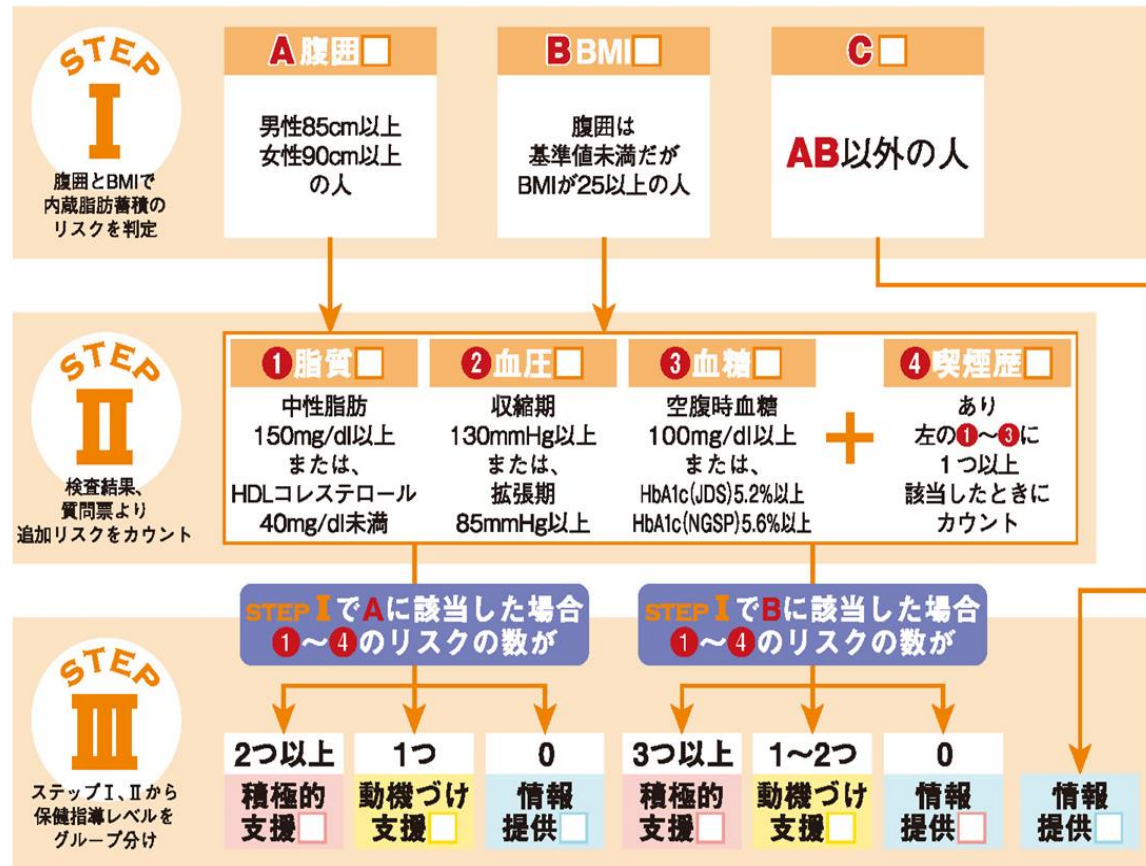 STEP
I
腹囲とBMIで
内蔵脂肪蓄積の
リスクを判定
A腹囲
男性85cm以上
女性90cm以上
の人
B BMI
腹囲は
基準値未満だが
BMIが25以上の人
C
AB以外の人
STEP
II
検査結果、
質問票より
追加リスクをカウント
1脂質
中性脂肪
150mg/dl以上
または、
HDLコレステロール
40mg/dl未満
2血圧
収縮期
130mmHg以上
または、
拡張期
85mmHg以上
3血糖
空腹時血糖
100mg/dl以上
または、
HbA1c(JDS)5.2%以上
HbA1c(NGSP)5.6%以上
+
4喫煙歴
あり
左の1〜3に
1つ以上
該当したときに
カウント
STEP IでAに該当した場合
1〜4のリスクの数が
STEP IでBに該当した場合
1〜4のリスクの数が
STEP
III
ステップI、IIから
保健指導レベルを
グループ分け
2つ以上
積極的
支援
1つ
動機づけ
支援
0
情報
提供
3つ以上
積極的
支援
1〜2つ
動機づけ
支援
0
情報
提供
情報
提供